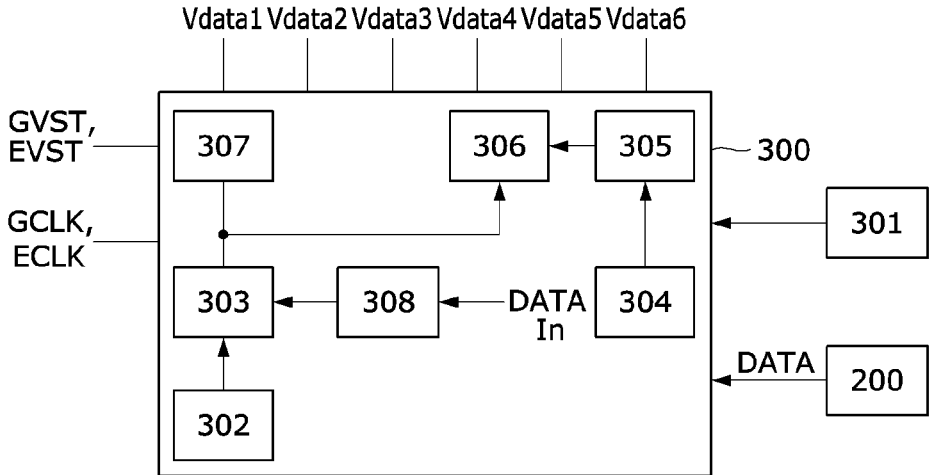 Vdata1 Vdata2 Vdata3 Vdata4 Vdata5 Vdata6
GVST,
EVST
307
306
305
300
GCLK,
ECLK
301
303
308
DATA
In
304
DATA
200
302